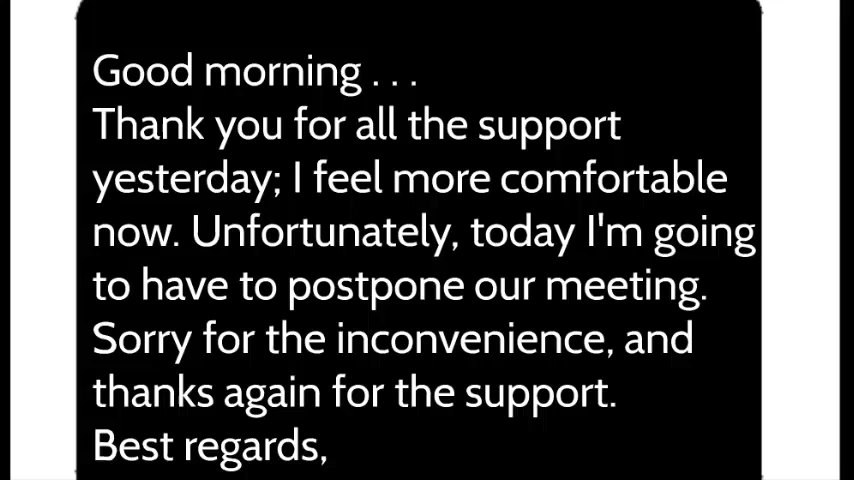 Good morning . . .
Thank you for all the support
yesterday; I feel more comfortable
now. Unfortunately, today I'm going
to have to postpone our meeting.
Sorry for the inconvenience, and
thanks again for the support.
Best regards,